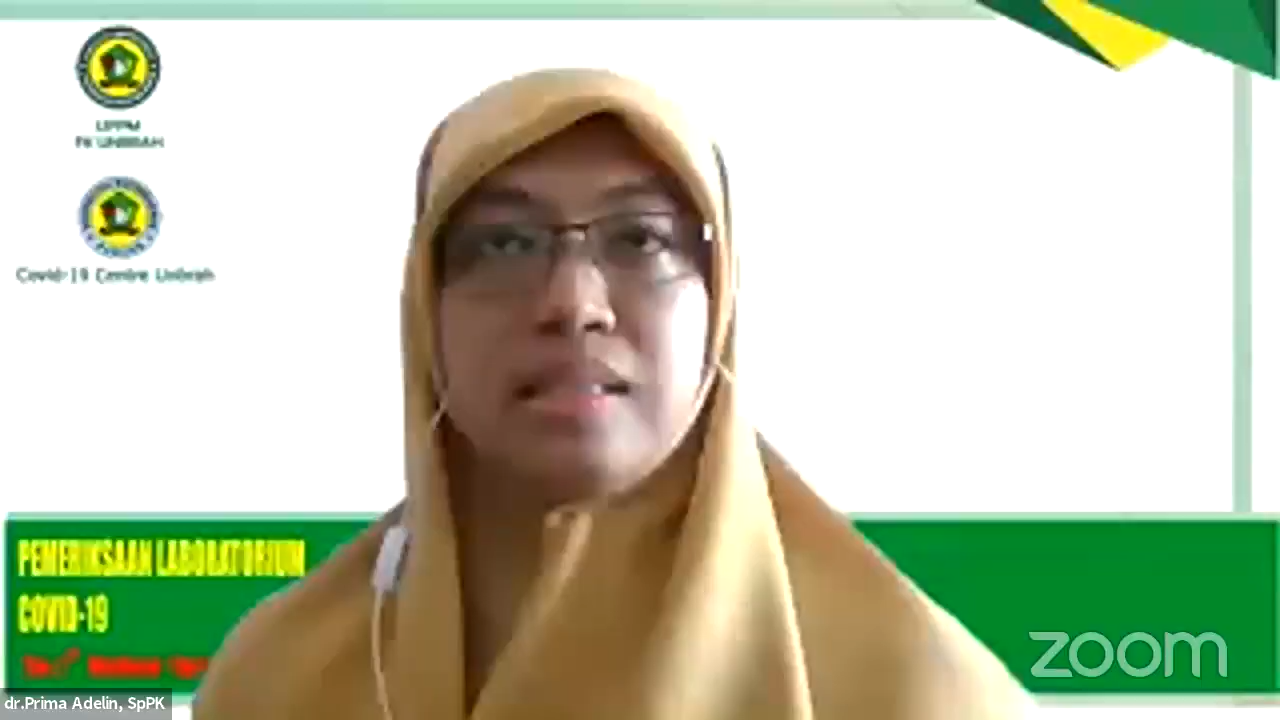 LPPM
FK UNIBRAH
Covid-19 Centre Unibrah
PEMERIKSAAN LABORATORIUM
COVID-19
zoom
dr.Prima Adelin, SpPK